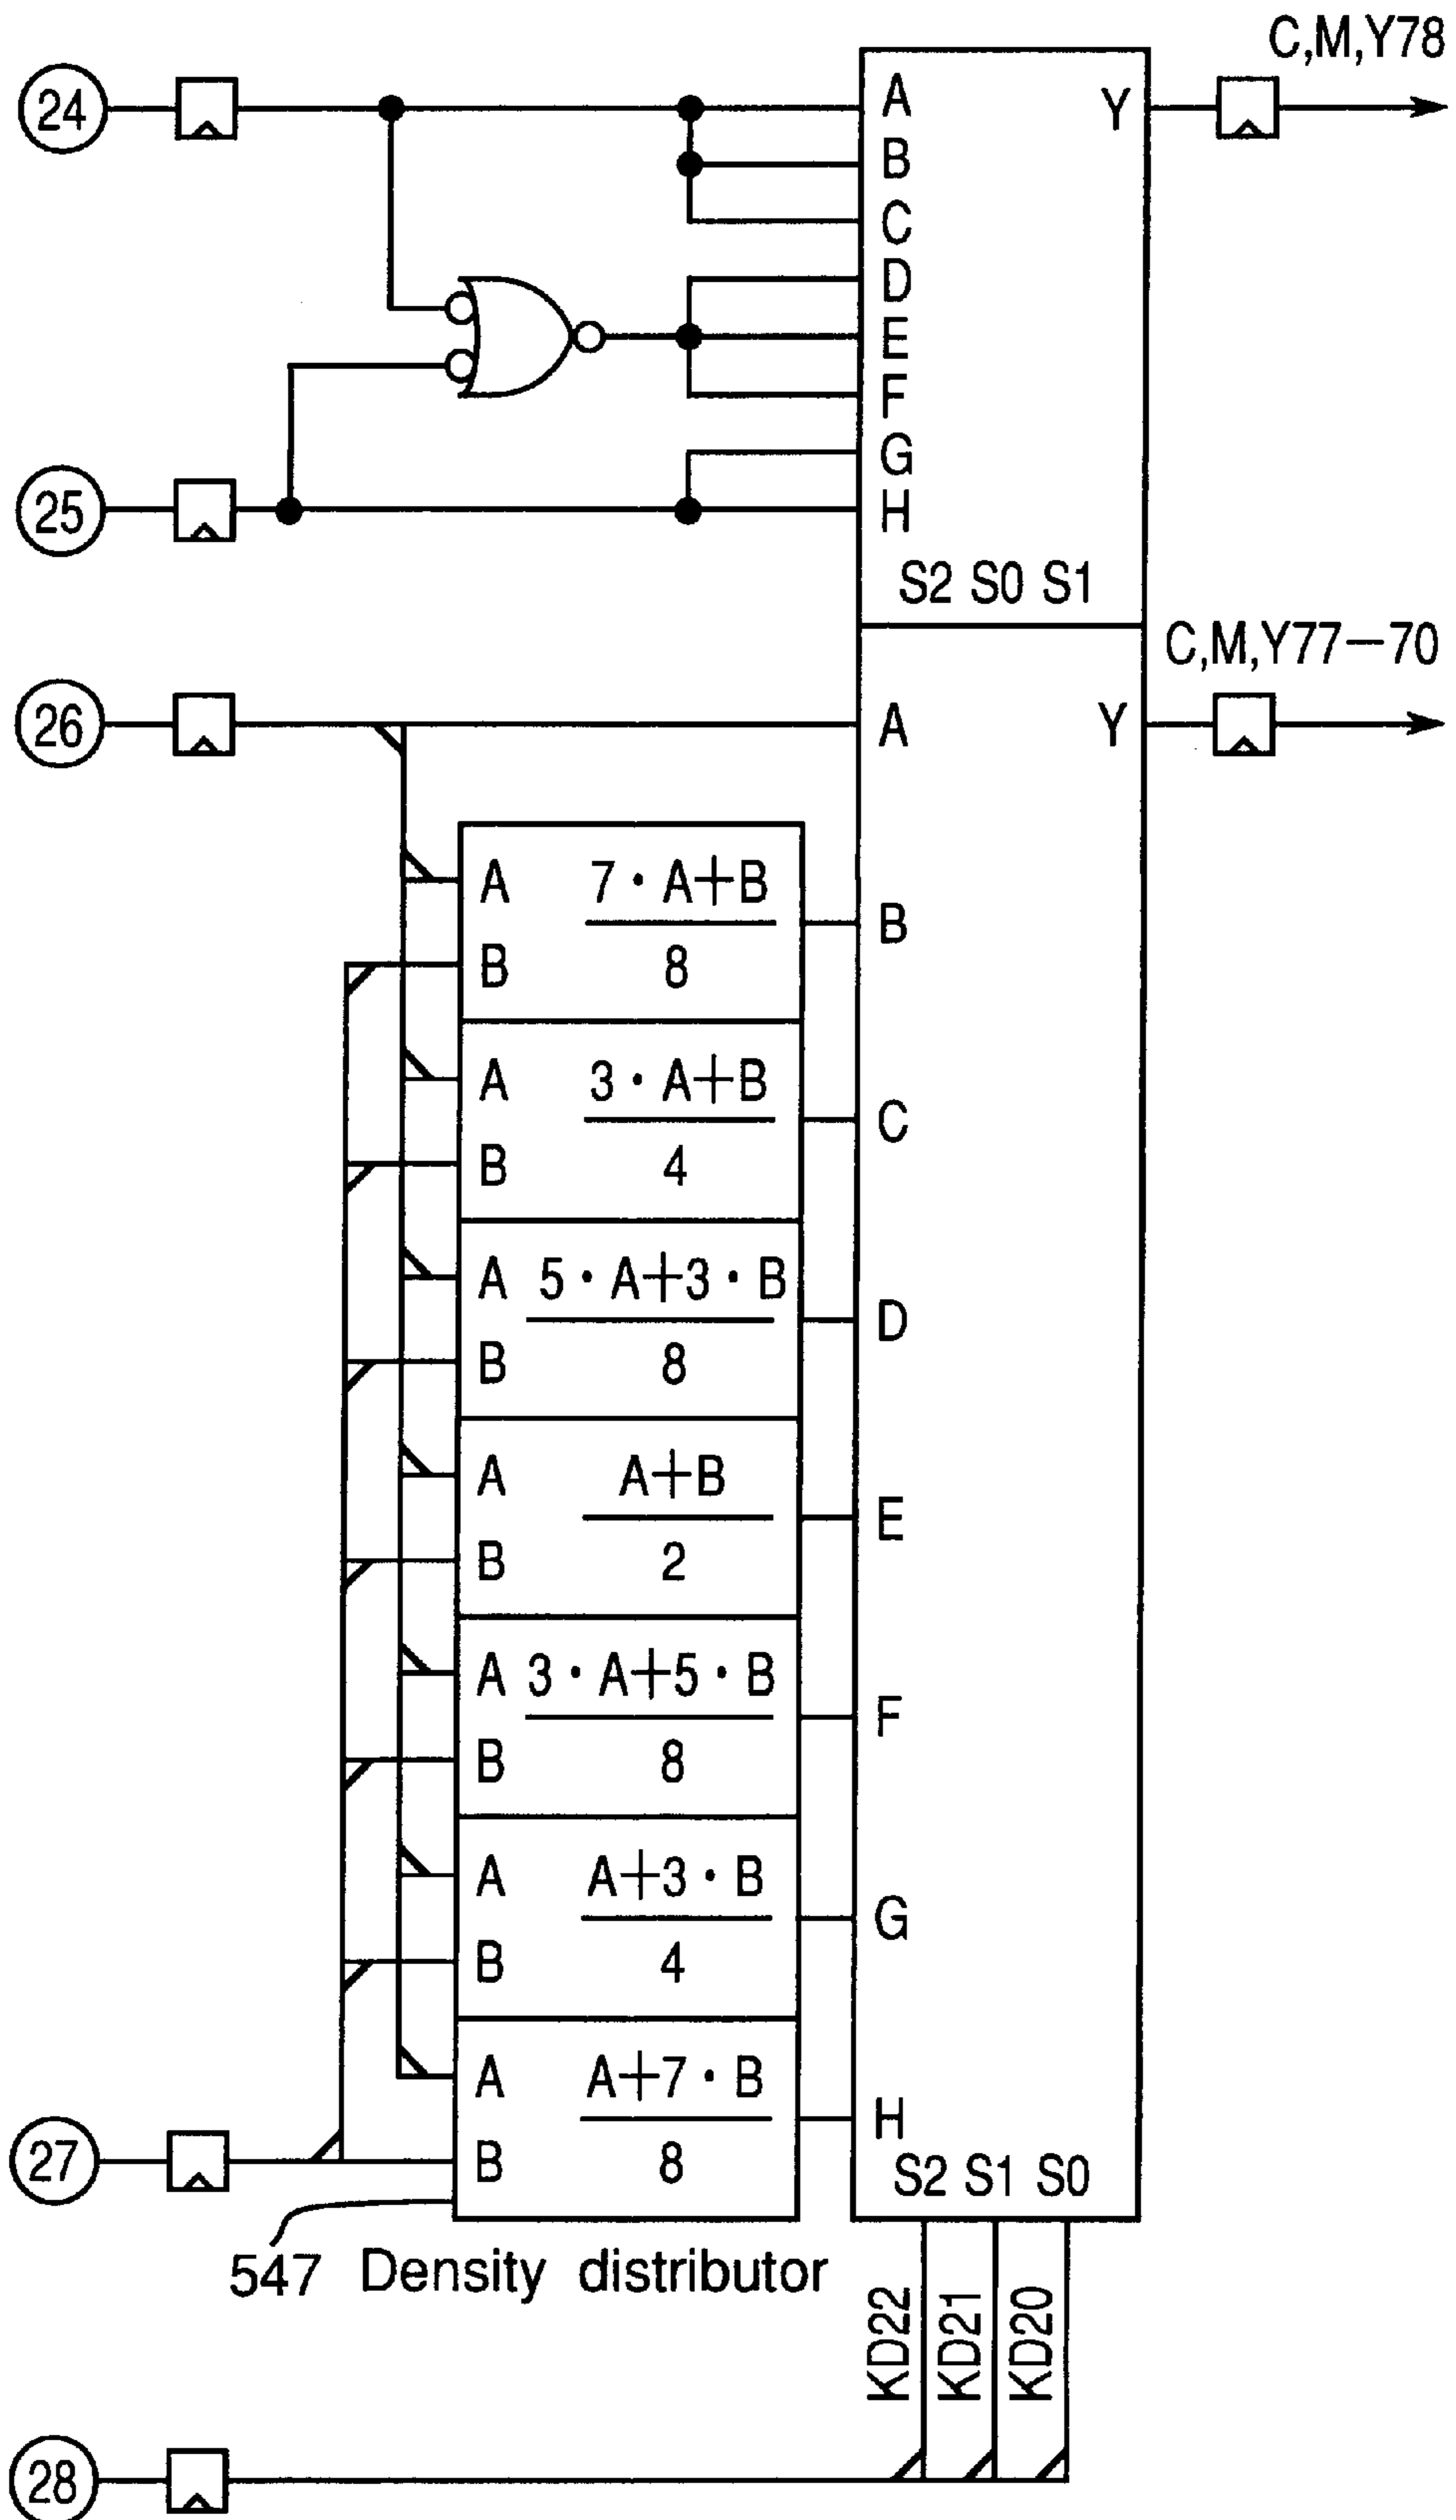 C,M,Y78
24
A Y
B
C
D
E
F
25
G
H
S2 S0 S1
C,M,Y77—70
26
A Y
A 7・A+B
B 8
B
A 3・A+B
B 4
C
A 5・A+3・B
B 8
D
A A+B
B 2
E
A 3・A+5・B
B 8
F
A A+3・B
B 4
G
A A+7・B
B 8
H
27
S2 S1 S0
547 Density distributor
KD22
KD21
KD20
28